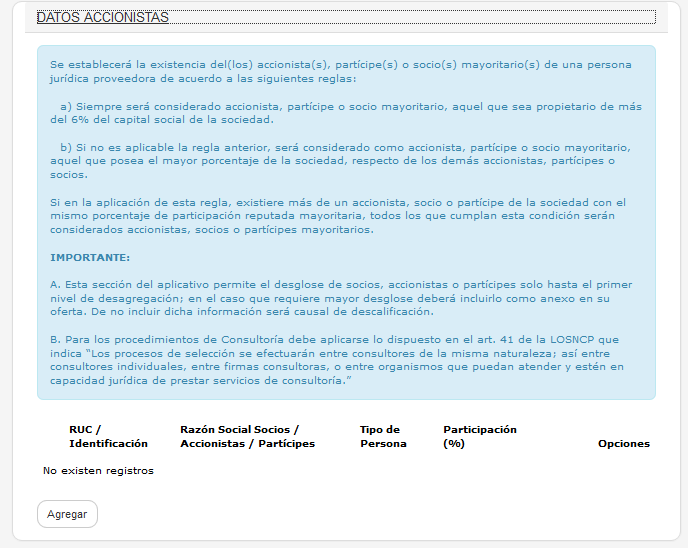 DATOS ACCIONISTAS
Se establecerá la existencia del(los) accionista(s), partícipe(s) o socio(s) mayoritario(s) de una persona
jurídica proveedora de acuerdo a las siguientes reglas:
a) Siempre será considerado accionista, partícipe o socio mayoritario, aquel que sea propietario de más
del 6% del capital social de la sociedad.
b) Si no es aplicable la regla anterior, será considerado como accionista, partícipe o socio mayoritario,
aquel que posea el mayor porcentaje de la sociedad, respecto de los demás accionistas, partícipes o
socios.
Si en la aplicación de esta regla, existiere más de un accionista, socio o partícipe de la sociedad con el
mismo porcentaje de participación reputada mayoritaria, todos los que cumplan esta condición serán
considerados accionistas, socios o partícipes mayoritarios.
IMPORTANTE:
A. Esta sección del aplicativo permite el desglose de socios, accionistas o partícipes solo hasta el primer
nivel de desagregación; en el caso que requiere mayor desglose deberá incluirlo como anexo en su
oferta. De no incluir dicha información será causal de descalificación.
B. Para los procedimientos de Consultoría debe aplicarse lo dispuesto en el art. 41 de la LOSNCP que
indica “Los procesos de selección se efectuarán entre consultores de la misma naturaleza; así entre
consultores individuales, entre firmas consultoras, o entre organismos que puedan atender y estén en
capacidad jurídica de prestar servicios de consultoría.”
RUC / Razón Social Socios / Tipo de Participación
Identificación Accionistas / Partícipes Persona (%) Opciones
No existen registros
Agregar